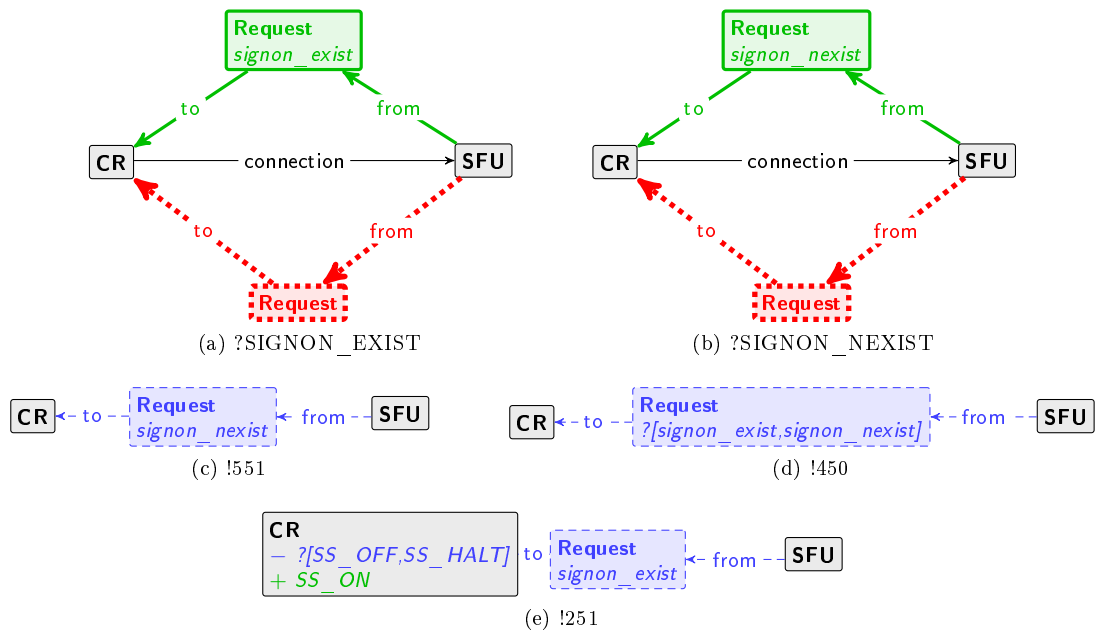 Request
signon_exist
to
from
CR
connection
SFU
to
from
Request
(a) ?SIGNON_EXIST
Request
signon_nexist
to
from
CR
connection
SFU
to
from
Request
(b) ?SIGNON_NEXIST
CR
to
Request
signon_nexist
from
SFU
(c) !551
CR
to
Request
?[signon_exist,signon_nexist]
from
SFU
(d) !450
CR
− ?[SS_OFF,SS_HALT]
+ SS_ON
to
Request
signon_exist
from
SFU
(e) !251